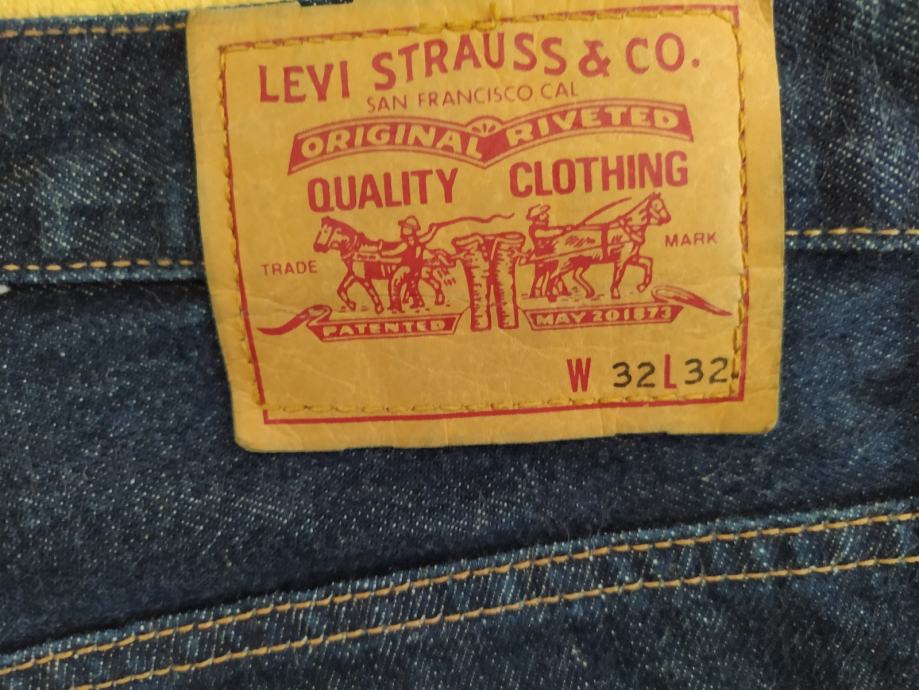 LEVI STRAUSS & CO.
SAN FRANCISCO CAL
ORIGINAL RIVETED
QUALITY CLOTHING
TRADE MARK
PATENTED MAY 20 1873
W 32 L 32